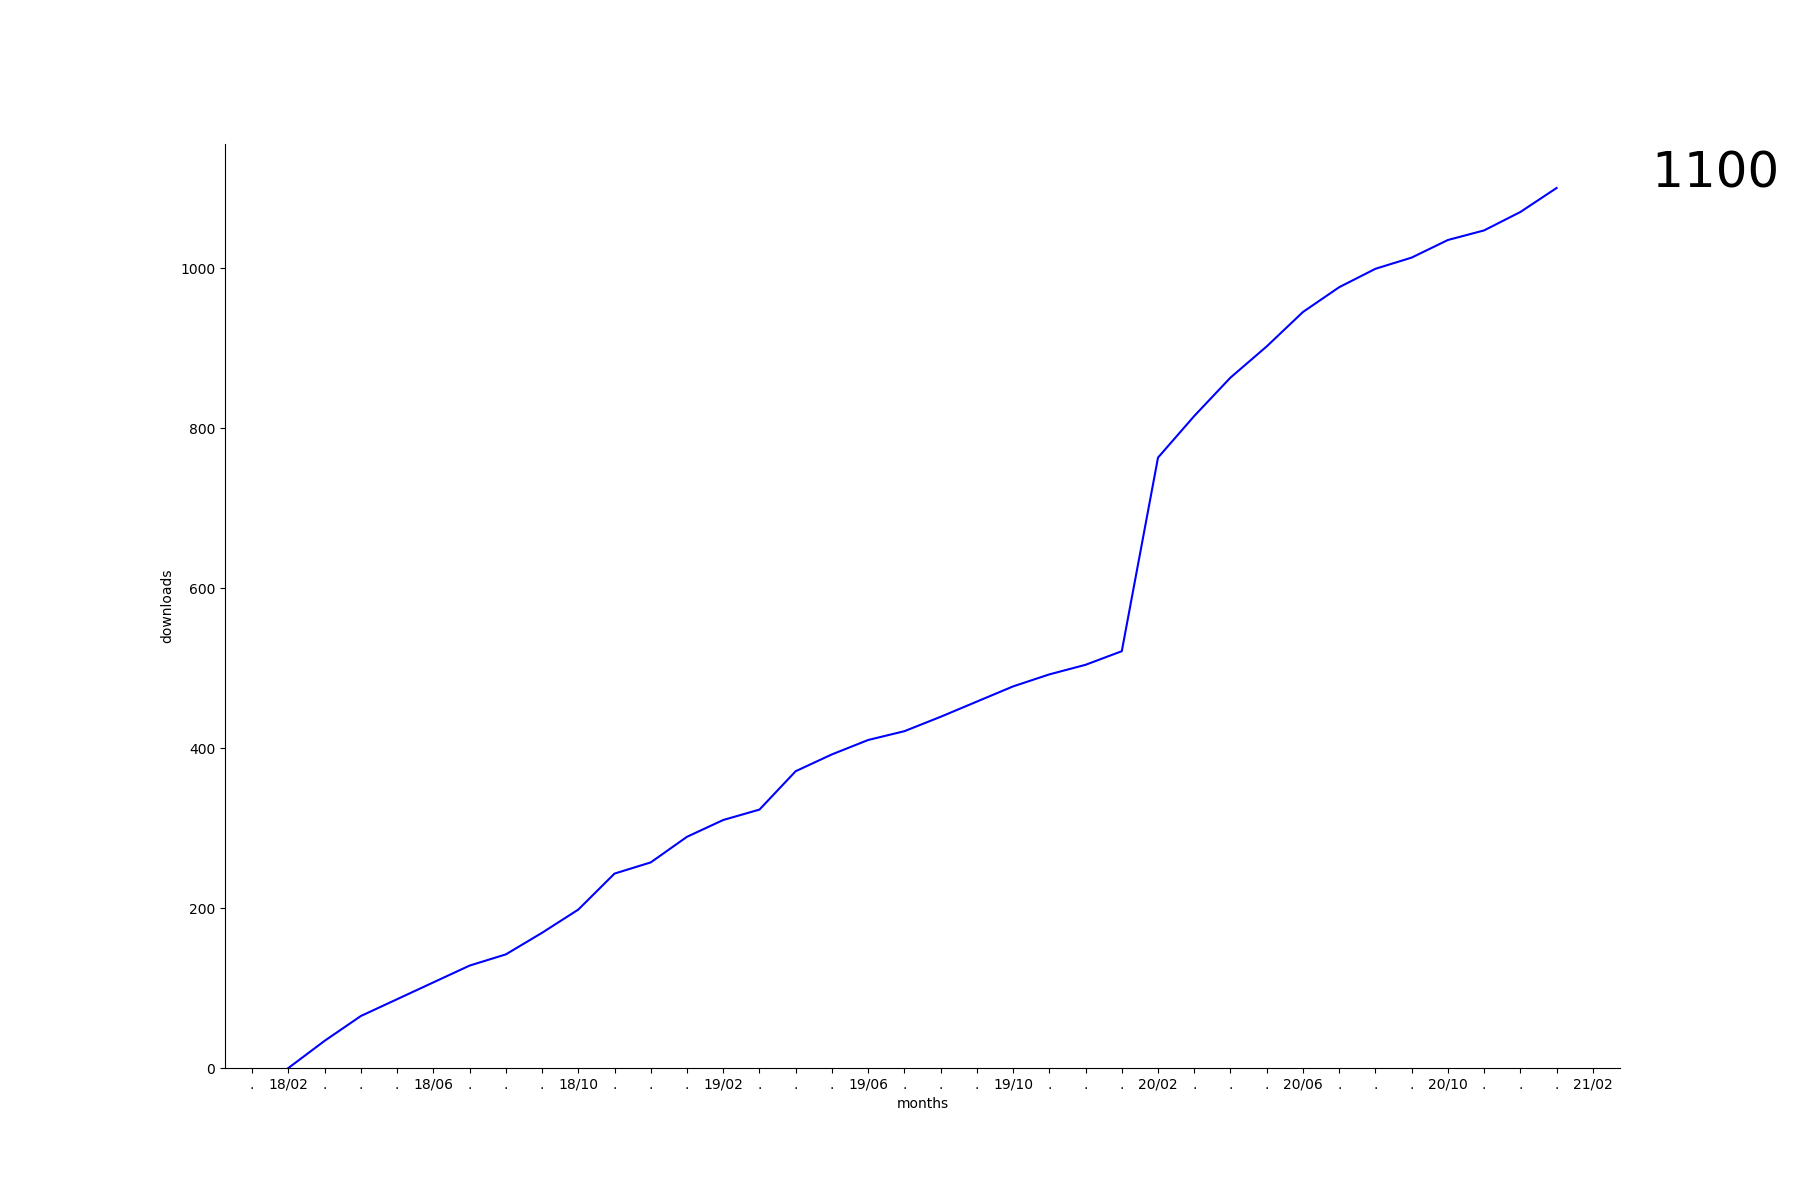 1100
1000
800
600
400
200
0
downloads
. 18/02 . . . 18/06 . . . 18/10 . . . 19/02 . . . 19/06 . . . 19/10 . . . 20/02 . . . 20/06 . . . 20/10 . . . 21/02
months